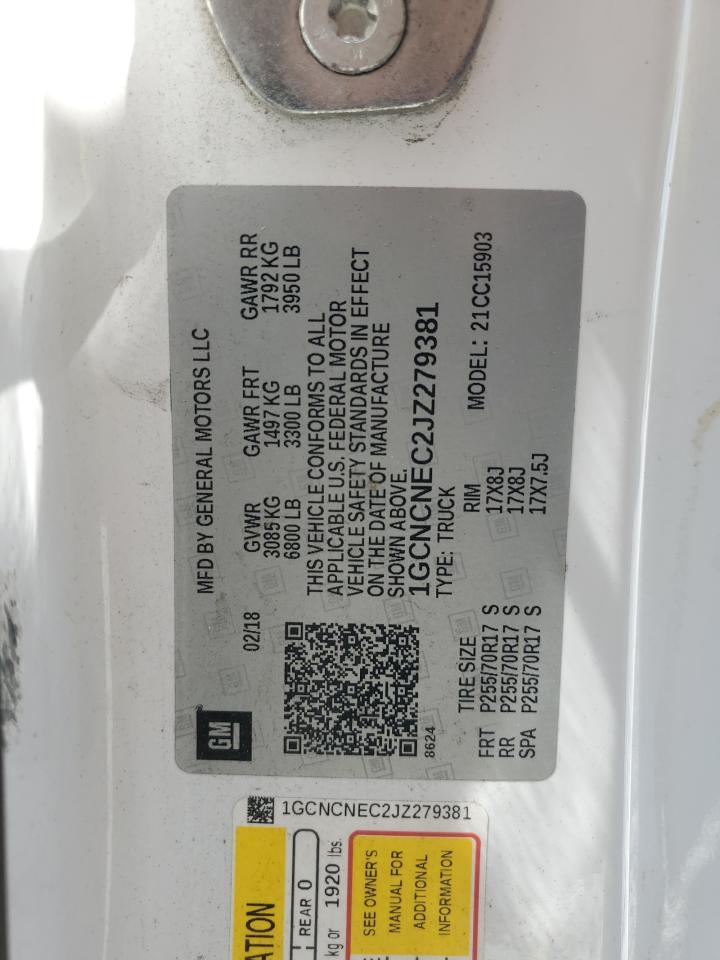 MFD BY GENERAL MOTORS LLC
GM
02/18
GVWR GAWR FRT GAWR RR
3085 KG 1497 KG 1792 KG
6800 LB 3300 LB 3950 LB
THIS VEHICLE CONFORMS TO ALL
APPLICABLE U.S. FEDERAL MOTOR
VEHICLE SAFETY STANDARDS IN EFFECT
ON THE DATE OF MANUFACTURE
SHOWN ABOVE.
1GCNCNEC2JZ279381
8624
TYPE: TRUCK
TIRE SIZE RIM MODEL: 21CC15903
FRT P255/70R17 S 17X8J
RR P255/70R17 S 17X8J
SPA P255/70R17 S 17X7.5J
1GCNCNEC2JZ279381
ATION
REAR 0
kg or 1920 lbs.
SEE OWNER'S
MANUAL FOR
ADDITIONAL
INFORMATION